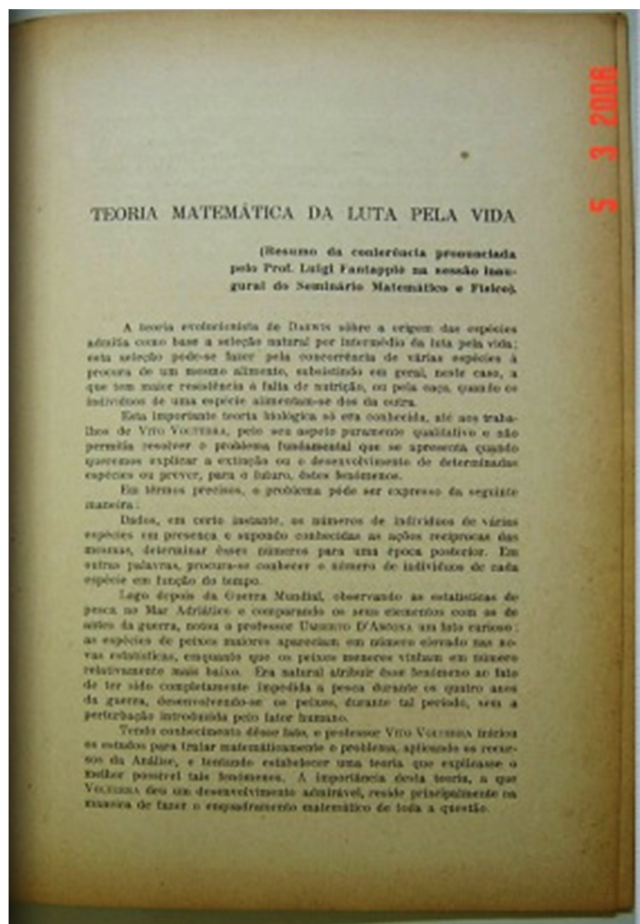 TEORIA MATEMÁTICA DA LUTA PELA VIDA
(Resumo da conferência pronunciada
pelo Prof. Luigi Fantappiè na sessão inau-
gural do Seminário Matemático e Físico).
A teoria evolucionista de DARWIN sôbre a origem das espécies
admitia como base a seleção natural por intermédio da luta pela vida;
esta seleção pode-se fazer pela concorrência de várias espécies à
procura de um mesmo alimento, subsistindo em geral, neste caso, a
que tem maior resistência à falta de nutrição, ou pela caça, quando os
indivíduos de uma espécie alimentam-se dos da outra.
Esta importante teoria biológica só era conhecida, até aos traba-
lhos de VITO VOLTERRA, pelo seu aspeto puramente qualitativo e não
permitia resolver o problema fundamental que se apresenta quando
queremos explicar a extinção ou o desenvolvimento de determinadas
espécies ou prever, para o futuro, êstes fenômenos.
Em têrmos precisos, o problema póde ser expresso da seguinte
maneira:
Dados, em certo instante, os números de indivíduos de várias
espécies em presença e supondo conhecidas as ações recíprocas das
mesmas, determinar êsses números para uma época posterior. Em
outras palavras, procura-se conhecer o número de indivíduos de cada
espécie em função do tempo.
Logo depois da Guerra Mundial, observando as estatísticas de
pesca no Mar Adriático e comparando os seus elementos com os de
antes da guerra, notou o professor UMBERTO D'ANCONA um fato curioso:
as espécies de peixes maiores apareciam em número elevado nas no-
vas estatísticas, enquanto que os peixes menores vinham em número
relativamente mais baixo. Era natural atribuir êsse fenômeno ao fato
de ter sido completamente impedida a pesca durante os quatro anos
da guerra, desenvolvendo-se os peixes, durante tal período, sem a
perturbação introduzida pelo fator humano.
Tendo conhecimento dêsse fato, o professor VITO VOLTERRA iniciou
os estudos para tratar matemàticamente o problema, aplicando os recur-
sos da Análise, e tentando estabelecer uma teoria que explicasse o
melhor possível tais fenômenos. A importância desta teoria, a que
VOLTERRA deu um desenvolvimento admirável, reside principalmente na
maneira de fazer o enquadramento matemático de toda a questão.
5 3 2006